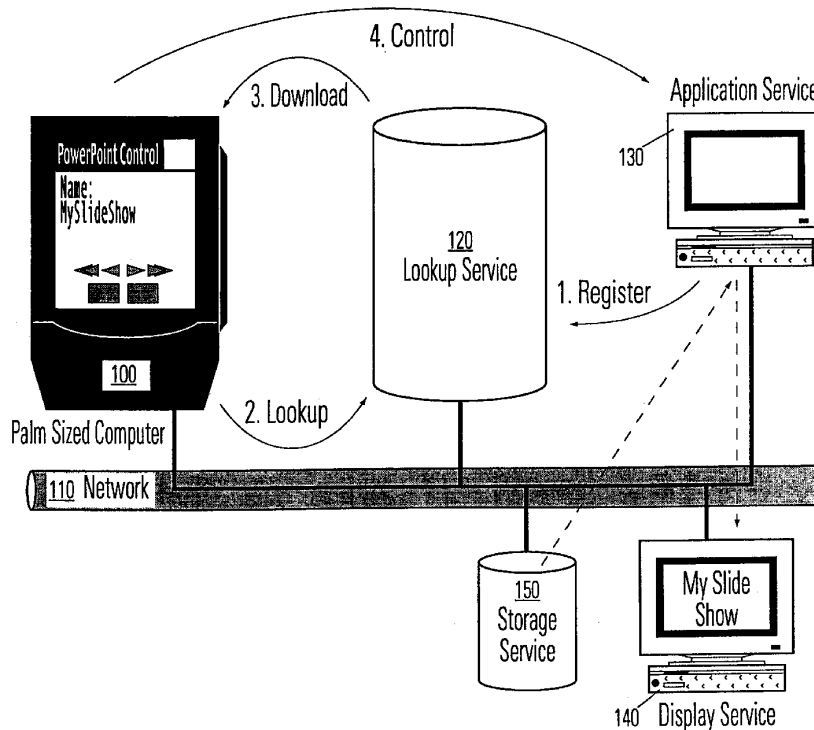 4. Control
3. Download
Application Service
130
PowerPoint Control
Name:
MySlideShow
120
Lookup Service
1. Register
100
2. Lookup
Palm Sized Computer
110 Network
150
Storage
Service
My Slide
Show
140
Display Service